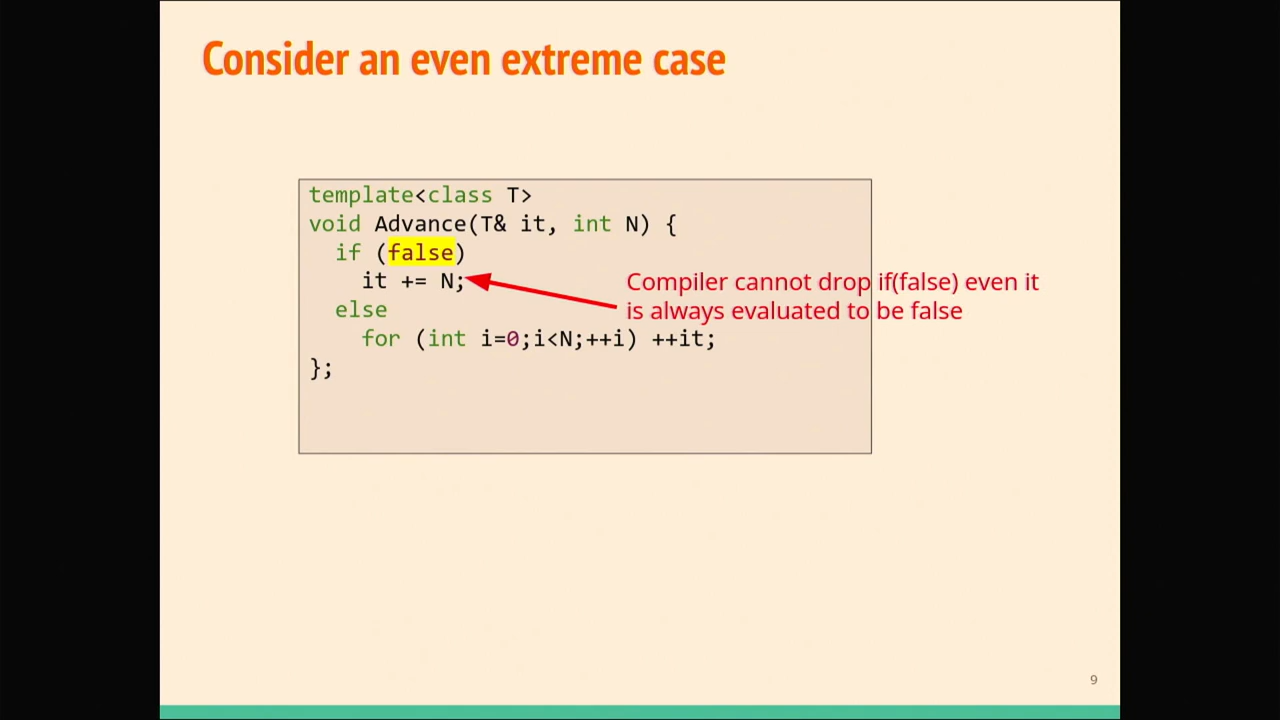 Consider an even extreme case
template<class T>
void Advance(T& it, int N) {
  if (false)
    it += N;
  else
    for (int i=0;i<N;++i) ++it;
};
Compiler cannot drop if(false) even it
is always evaluated to be false
9